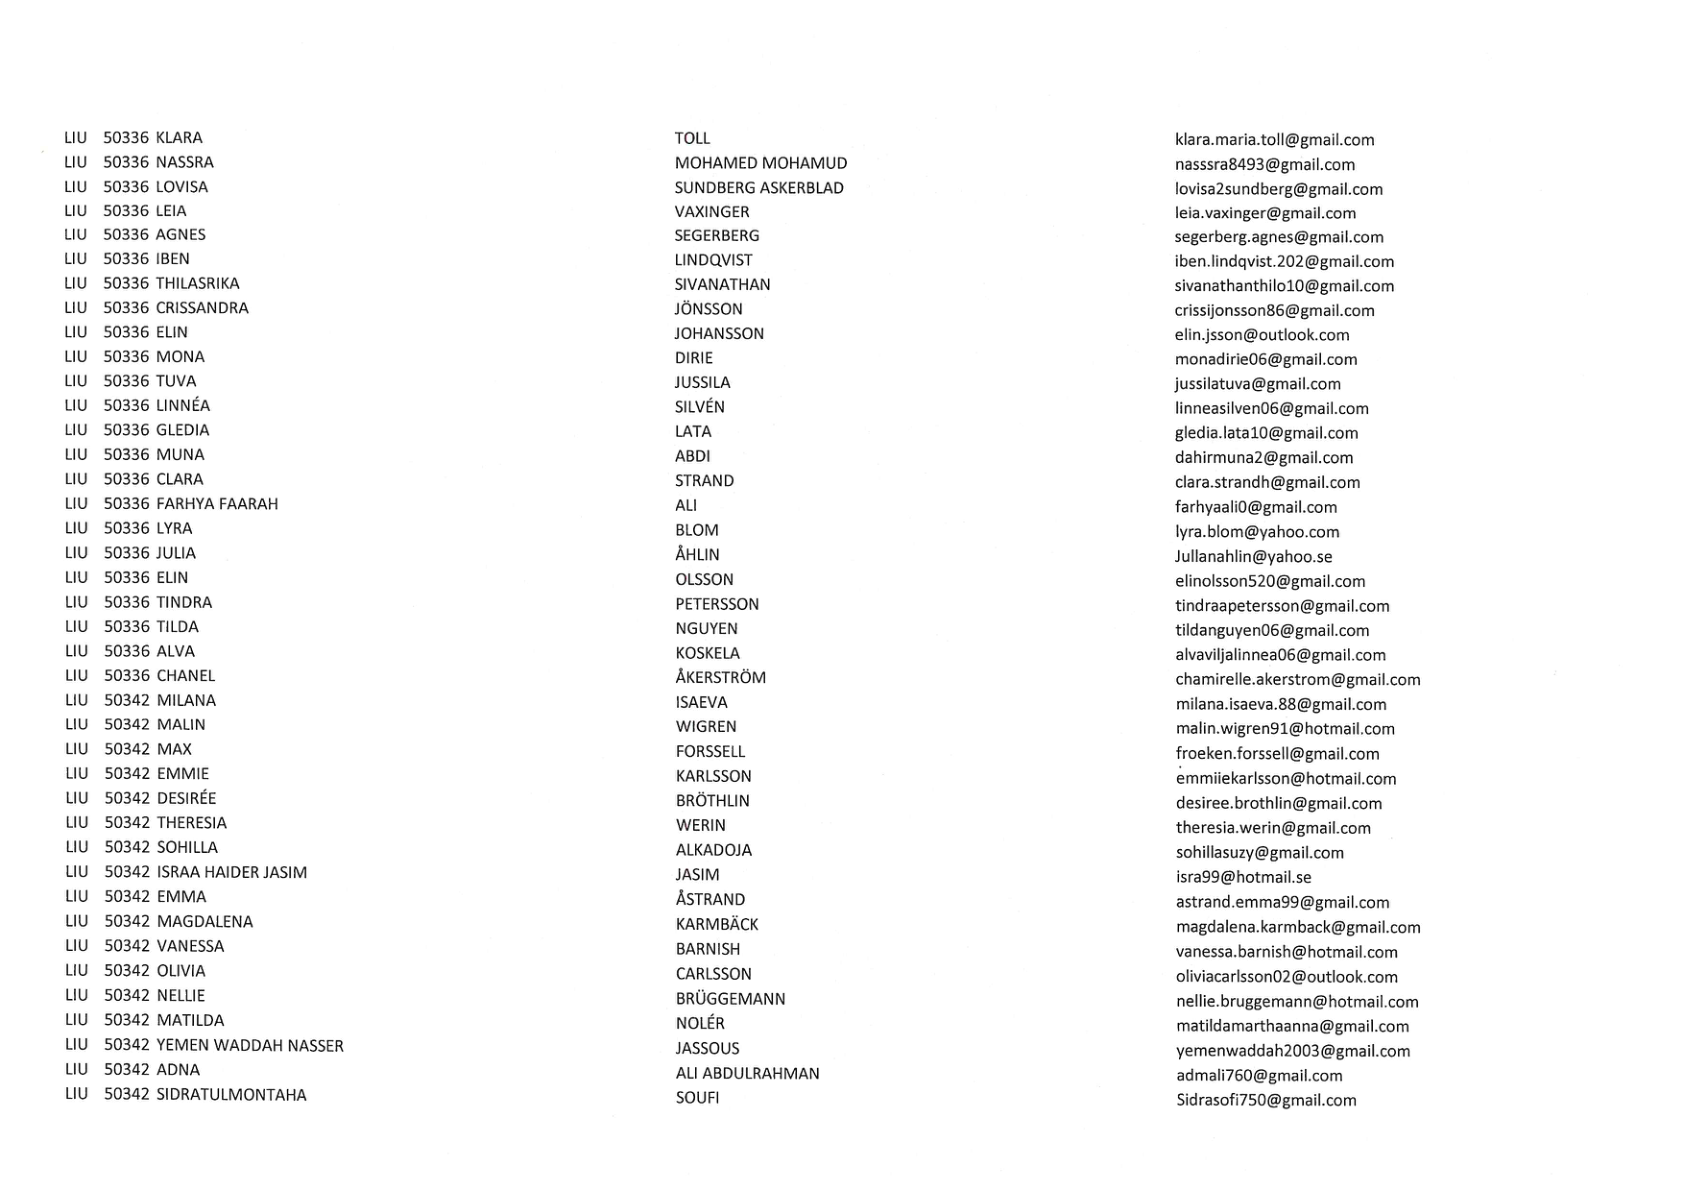 LIU 50336 KLARA TOLL klara.maria.toll@gmail.com
LIU 50336 NASSRA MOHAMED MOHAMUD nasssra8493@gmail.com
LIU 50336 LOVISA SUNDBERG ASKERBLAD lovisa2sundberg@gmail.com
LIU 50336 LEIA VAXINGER leia.vaxinger@gmail.com
LIU 50336 AGNES SEGERBERG segerberg.agnes@gmail.com
LIU 50336 IBEN LINDQVIST iben.lindqvist.202@gmail.com
LIU 50336 THILASRIKA SIVANATHAN sivanathanthilo10@gmail.com
LIU 50336 CRISSANDRA JÖNSSON crissijonsson86@gmail.com
LIU 50336 ELIN JOHANSSON elin.jsson@outlook.com
LIU 50336 MONA DIRIE monadirie06@gmail.com
LIU 50336 TUVA JUSSILA jussilatuva@gmail.com
LIU 50336 LINNÉA SILVÉN linneasilven06@gmail.com
LIU 50336 GLEDIA LATA gledia.lata10@gmail.com
LIU 50336 MUNA ABDI dahirmuna2@gmail.com
LIU 50336 CLARA STRAND clara.strandh@gmail.com
LIU 50336 FARHYA FAARAH ALI farhyaali0@gmail.com
LIU 50336 LYRA BLOM lyra.blom@yahoo.com
LIU 50336 JULIA ÅHLIN Jullanahlin@yahoo.se
LIU 50336 ELIN OLSSON elinolsson520@gmail.com
LIU 50336 TINDRA PETERSSON tindraapetersson@gmail.com
LIU 50336 TILDA NGUYEN tildanguyen06@gmail.com
LIU 50336 ALVA KOSKELA alvaviljalinnea06@gmail.com
LIU 50336 CHANEL ÅKERSTRÖM chamirelle.akerstrom@gmail.com
LIU 50342 MILANA ISAEVA milana.isaeva.88@gmail.com
LIU 50342 MALIN WIGREN malin.wigren91@hotmail.com
LIU 50342 MAX FORSSELL froeken.forssell@gmail.com
LIU 50342 EMMIE KARLSSON emmiiekarlsson@hotmail.com
LIU 50342 DESIRÉE BRÖTHLIN desiree.brothlin@gmail.com
LIU 50342 THERESIA WERIN theresia.werin@gmail.com
LIU 50342 SOHILLA ALKADOJA sohillasuzy@gmail.com
LIU 50342 ISRAA HAIDER JASIM JASIM isra99@hotmail.se
LIU 50342 EMMA ÅSTRAND astrand.emma99@gmail.com
LIU 50342 MAGDALENA KARMBÄCK magdalena.karmback@gmail.com
LIU 50342 VANESSA BARNISH vanessa.barnish@hotmail.com
LIU 50342 OLIVIA CARLSSON oliviacarlsson02@outlook.com
LIU 50342 NELLIE BRÜGGEMANN nellie.bruggemann@hotmail.com
LIU 50342 MATILDA NOLÉR matildamarthaanna@gmail.com
LIU 50342 YEMEN WADDAH NASSER JASSOUS yemenwaddah2003@gmail.com
LIU 50342 ADNA ALI ABDULRAHMAN admali760@gmail.com
LIU 50342 SIDRATULMONTAHA SOUFI Sidrasofi750@gmail.com